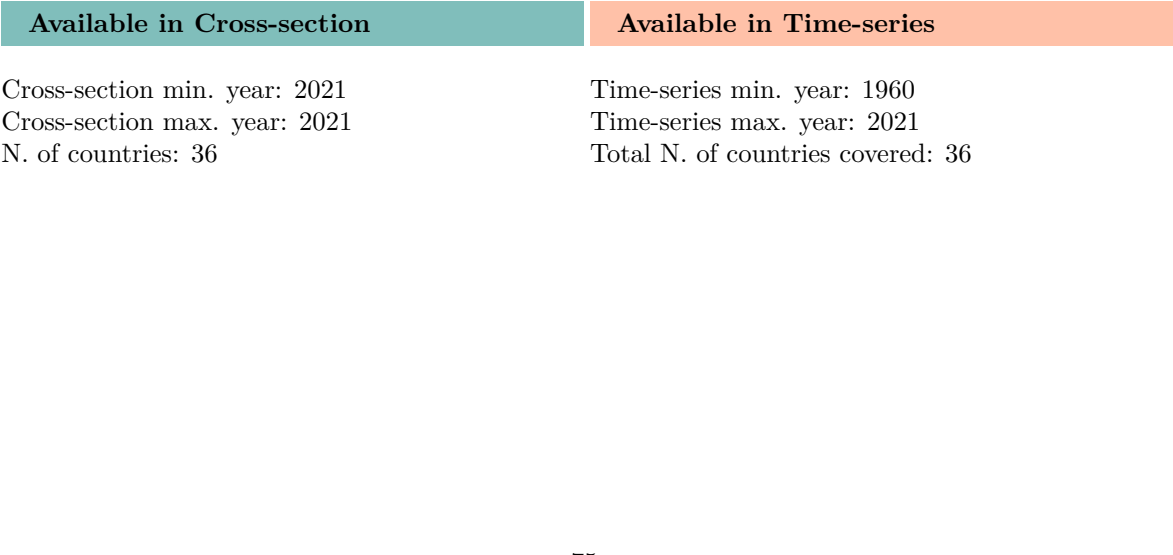 Available in Cross-section
Cross-section min. year: 2021
Cross-section max. year: 2021
N. of countries: 36
Available in Time-series
Time-series min. year: 1960
Time-series max. year: 2021
Total N. of countries covered: 36